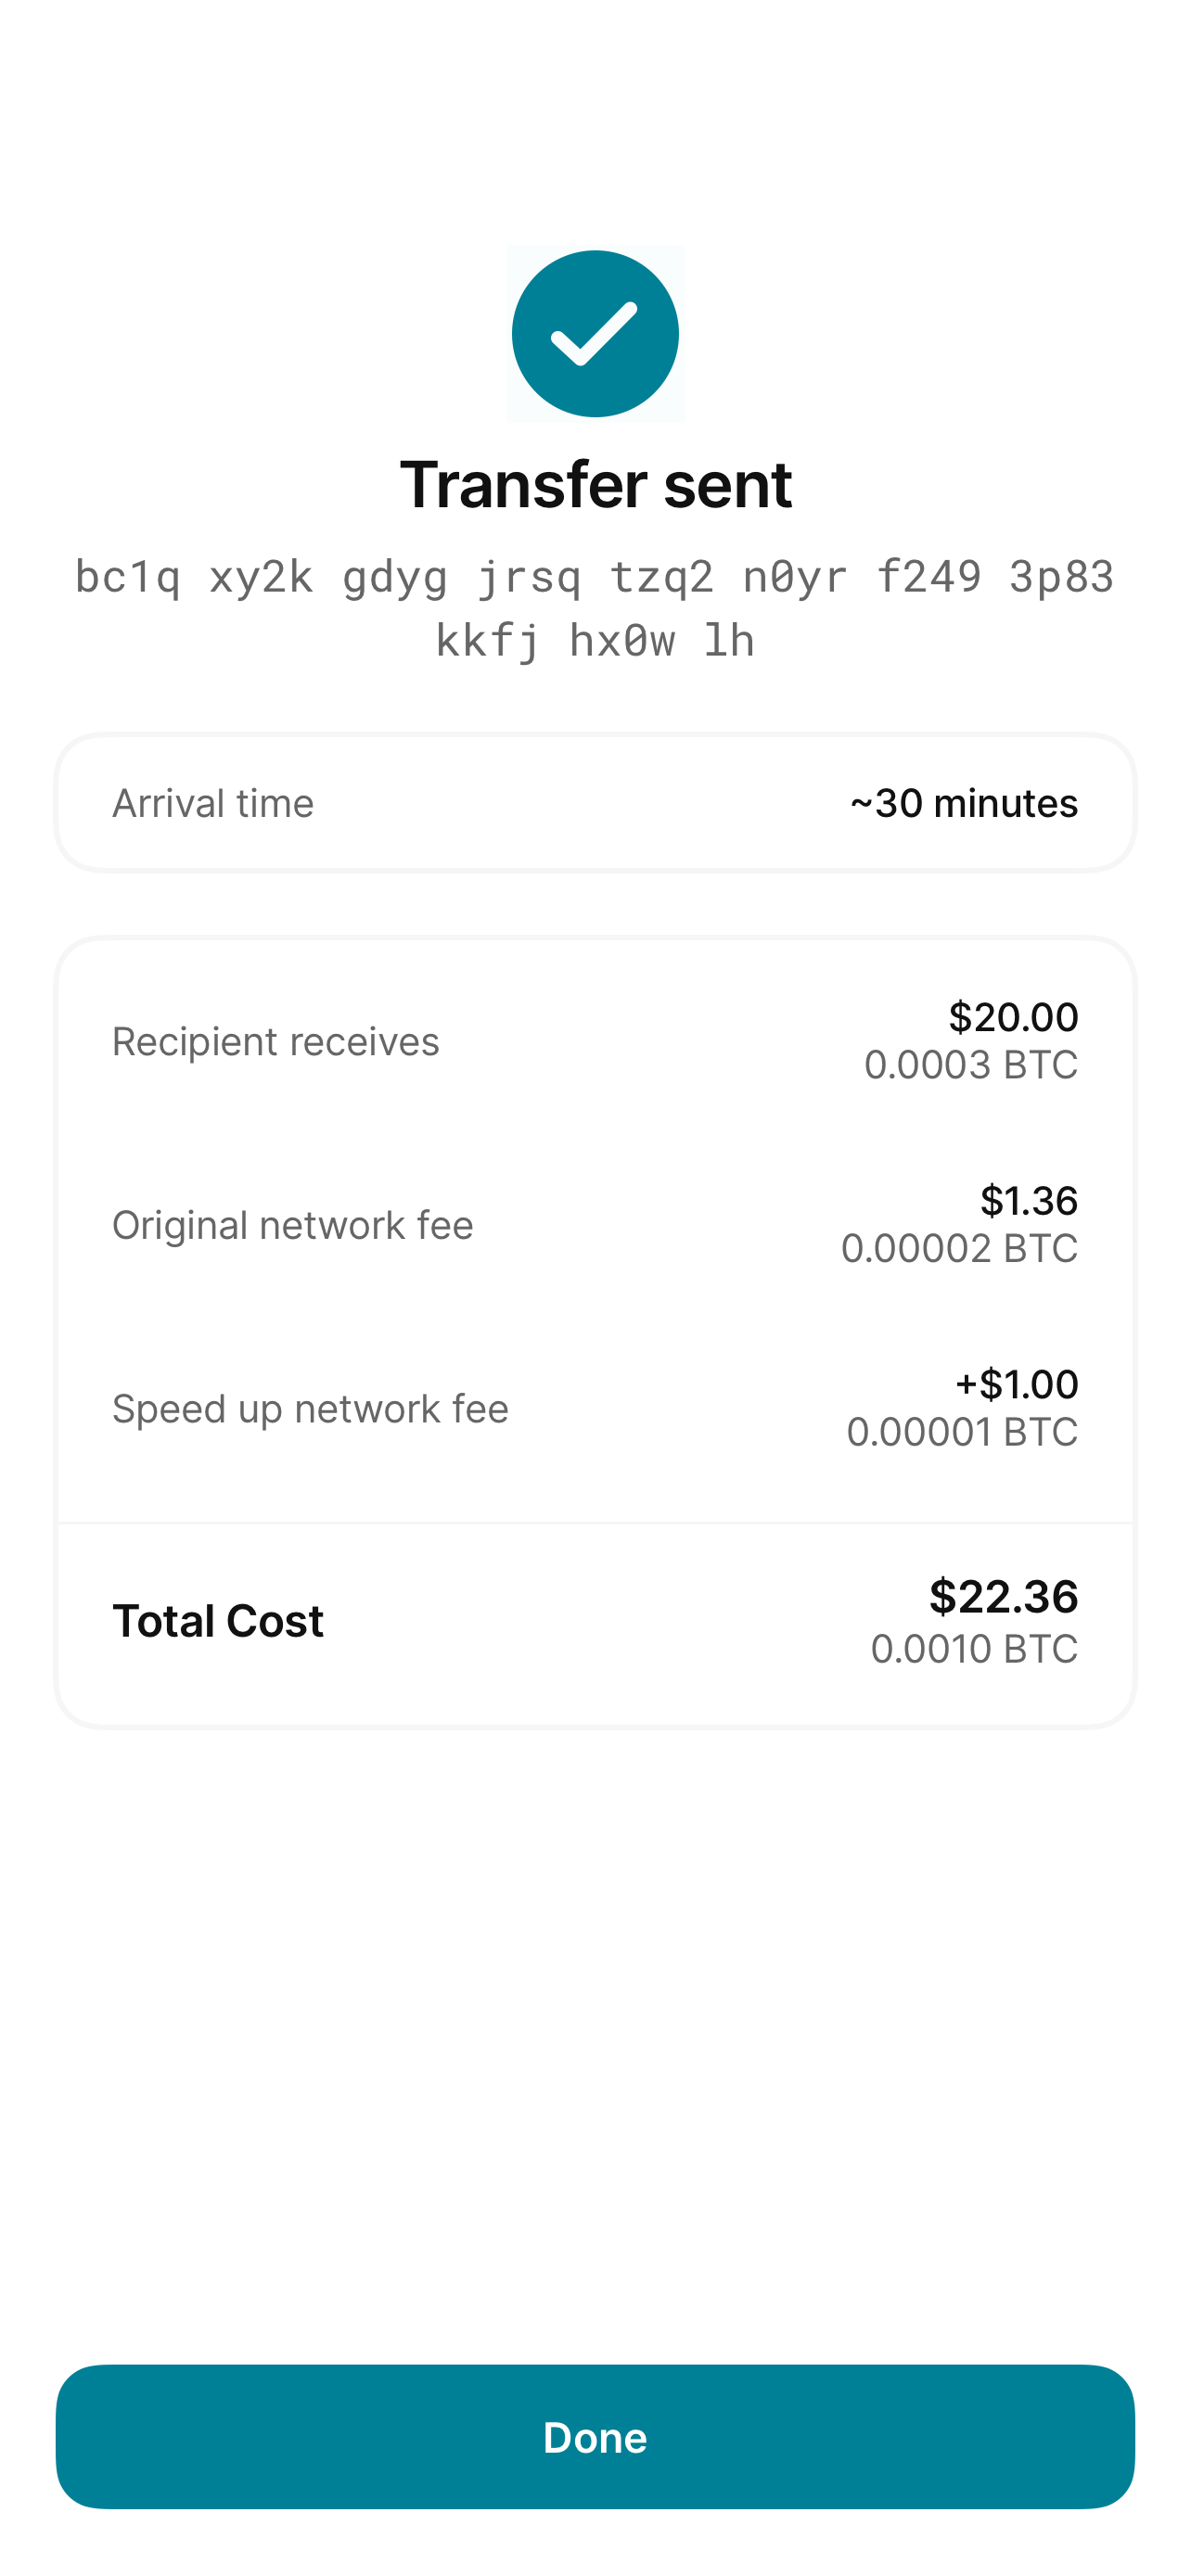 Transfer sent
bc1q xy2k gdyg jrsq tzq2 n0yr f249 3p83
kkfj hx0w lh
Arrival time ~30 minutes
Recipient receives $20.00
0.0003 BTC
Original network fee $1.36
0.00002 BTC
Speed up network fee +$1.00
0.00001 BTC
Total Cost $22.36
0.0010 BTC
Done